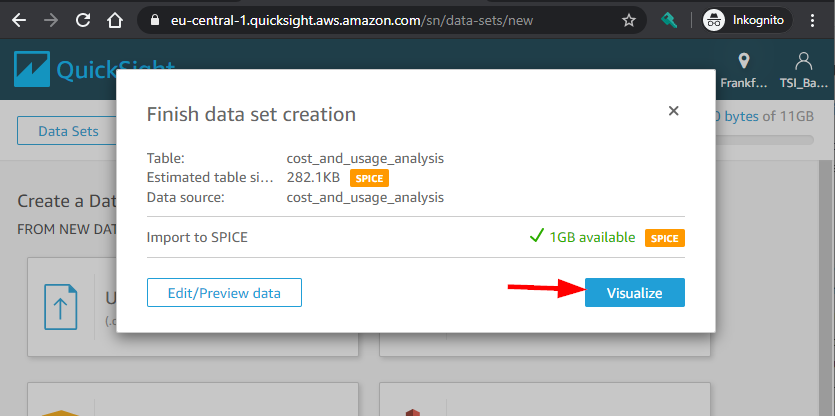 eu-central-1.quicksight.aws.amazon.com/sn/data-sets/new
Inkognito
QuickSight
Frankf...
TSI_Ba...
Data Sets
0 bytes of 11GB
Finish data set creation
Table: cost_and_usage_analysis
Estimated table si... 282.1KB SPICE
Data source: cost_and_usage_analysis
Import to SPICE 1GB available SPICE
Edit/Preview data
Visualize
Create a Dat
FROM NEW DAT
U
(.c